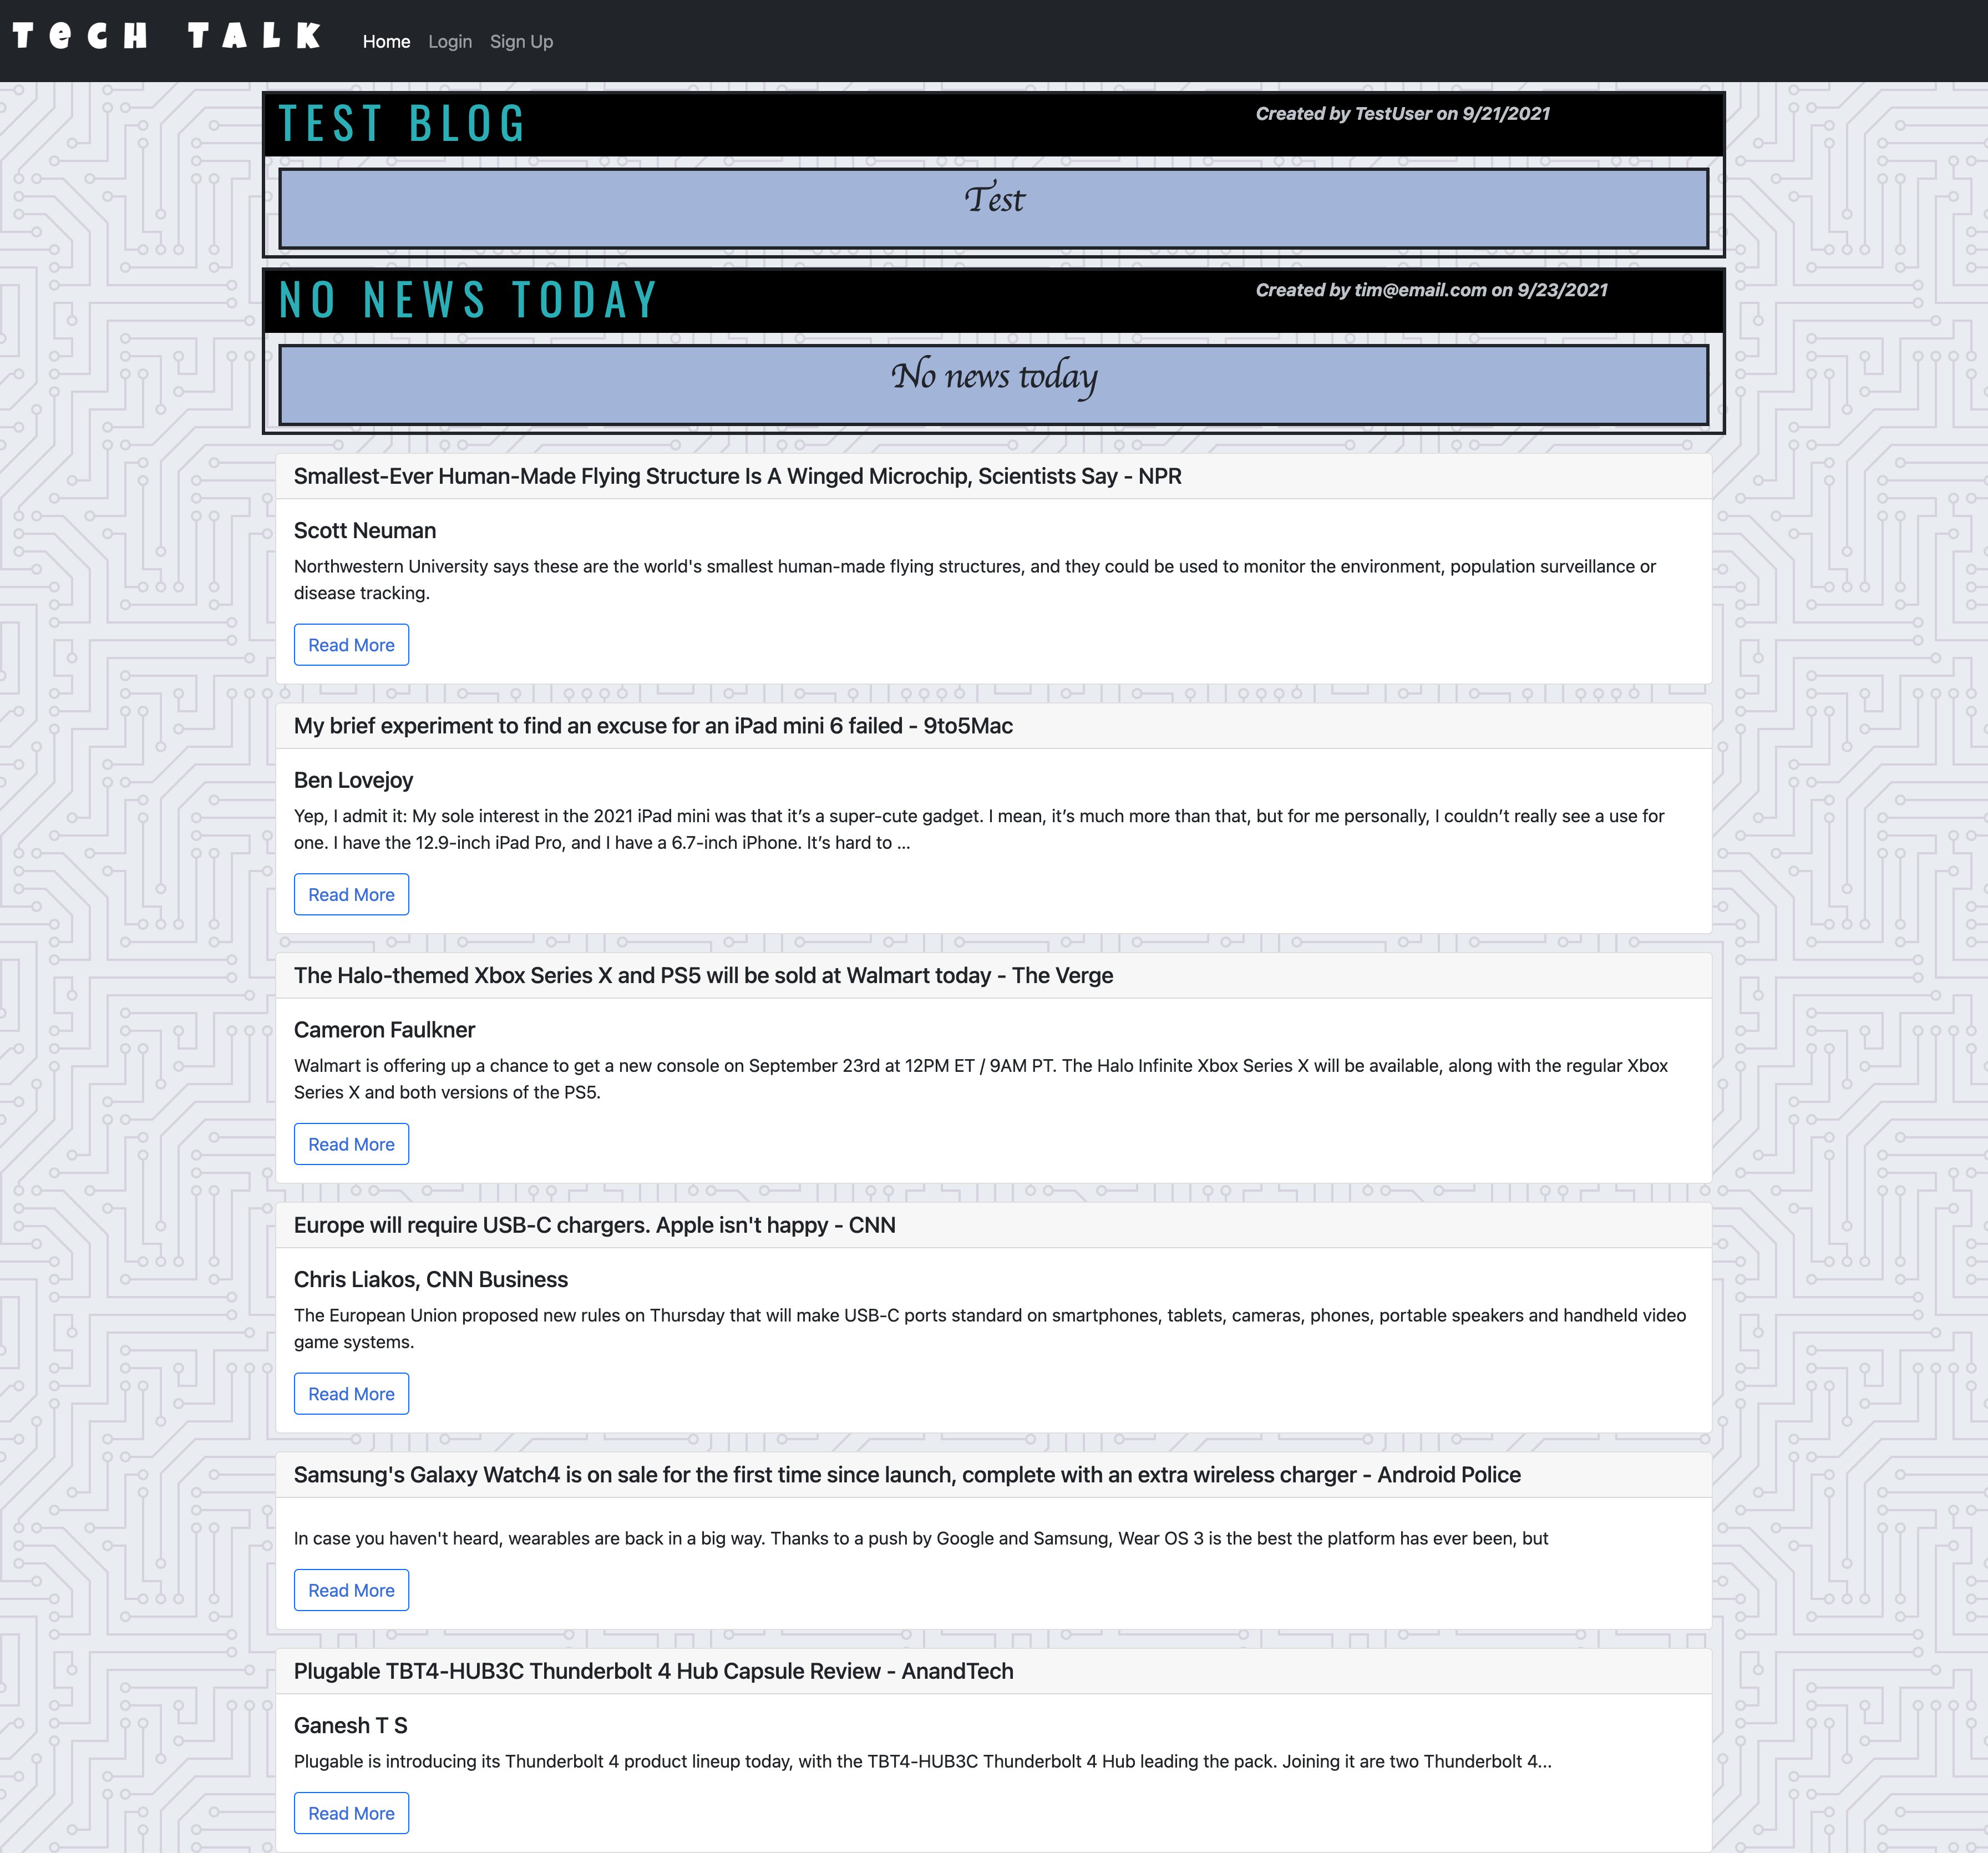 TeCH TALK
Home Login Sign Up
TEST BLOG
Created by TestUser on 9/21/2021
Test
NO NEWS TODAY
Created by tim@email.com on 9/23/2021
No news today
Smallest-Ever Human-Made Flying Structure Is A Winged Microchip, Scientists Say - NPR
Scott Neuman
Northwestern University says these are the world's smallest human-made flying structures, and they could be used to monitor the environment, population surveillance or
disease tracking.
Read More
My brief experiment to find an excuse for an iPad mini 6 failed - 9to5Mac
Ben Lovejoy
Yep, I admit it: My sole interest in the 2021 iPad mini was that it’s a super-cute gadget. I mean, it’s much more than that, but for me personally, I couldn’t really see a use for
one. I have the 12.9-inch iPad Pro, and I have a 6.7-inch iPhone. It’s hard to ...
Read More
The Halo-themed Xbox Series X and PS5 will be sold at Walmart today - The Verge
Cameron Faulkner
Walmart is offering up a chance to get a new console on September 23rd at 12PM ET / 9AM PT. The Halo Infinite Xbox Series X will be available, along with the regular Xbox
Series X and both versions of the PS5.
Read More
Europe will require USB-C chargers. Apple isn't happy - CNN
Chris Liakos, CNN Business
The European Union proposed new rules on Thursday that will make USB-C ports standard on smartphones, tablets, cameras, phones, portable speakers and handheld video
game systems.
Read More
Samsung's Galaxy Watch4 is on sale for the first time since launch, complete with an extra wireless charger - Android Police
In case you haven't heard, wearables are back in a big way. Thanks to a push by Google and Samsung, Wear OS 3 is the best the platform has ever been, but
Read More
Plugable TBT4-HUB3C Thunderbolt 4 Hub Capsule Review - AnandTech
Ganesh T S
Plugable is introducing its Thunderbolt 4 product lineup today, with the TBT4-HUB3C Thunderbolt 4 Hub leading the pack. Joining it are two Thunderbolt 4...
Read More